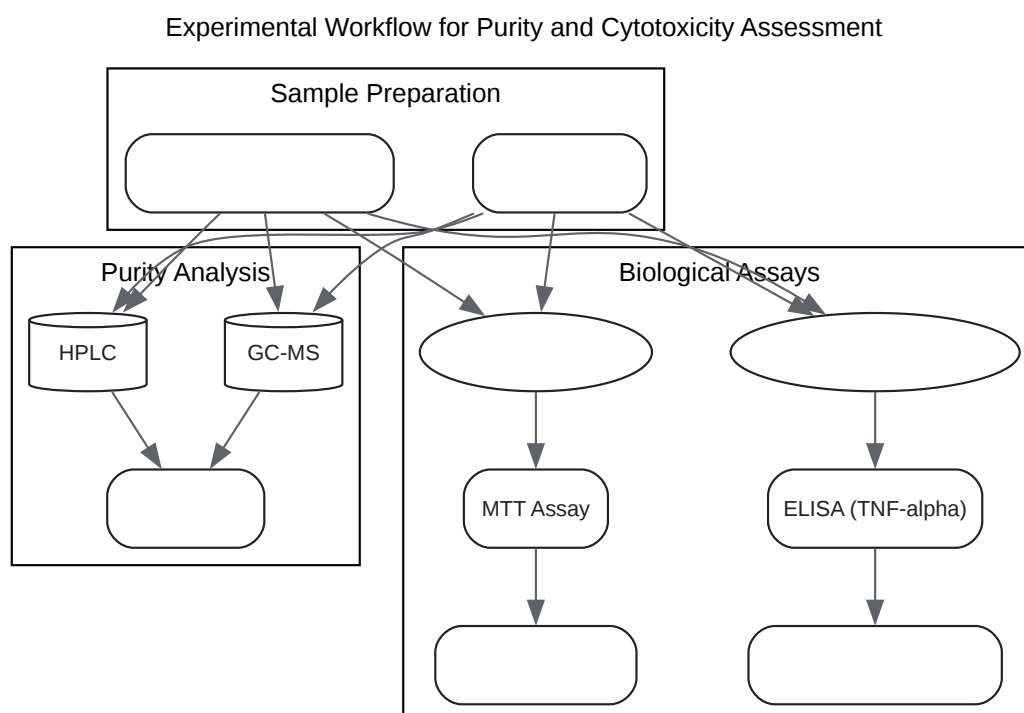 Experimental Workflow for Purity and Cytotoxicity Assessment
Sample Preparation
Purity Analysis
Biological Assays
HPLC
GC-MS
MTT Assay
ELISA (TNF-alpha)